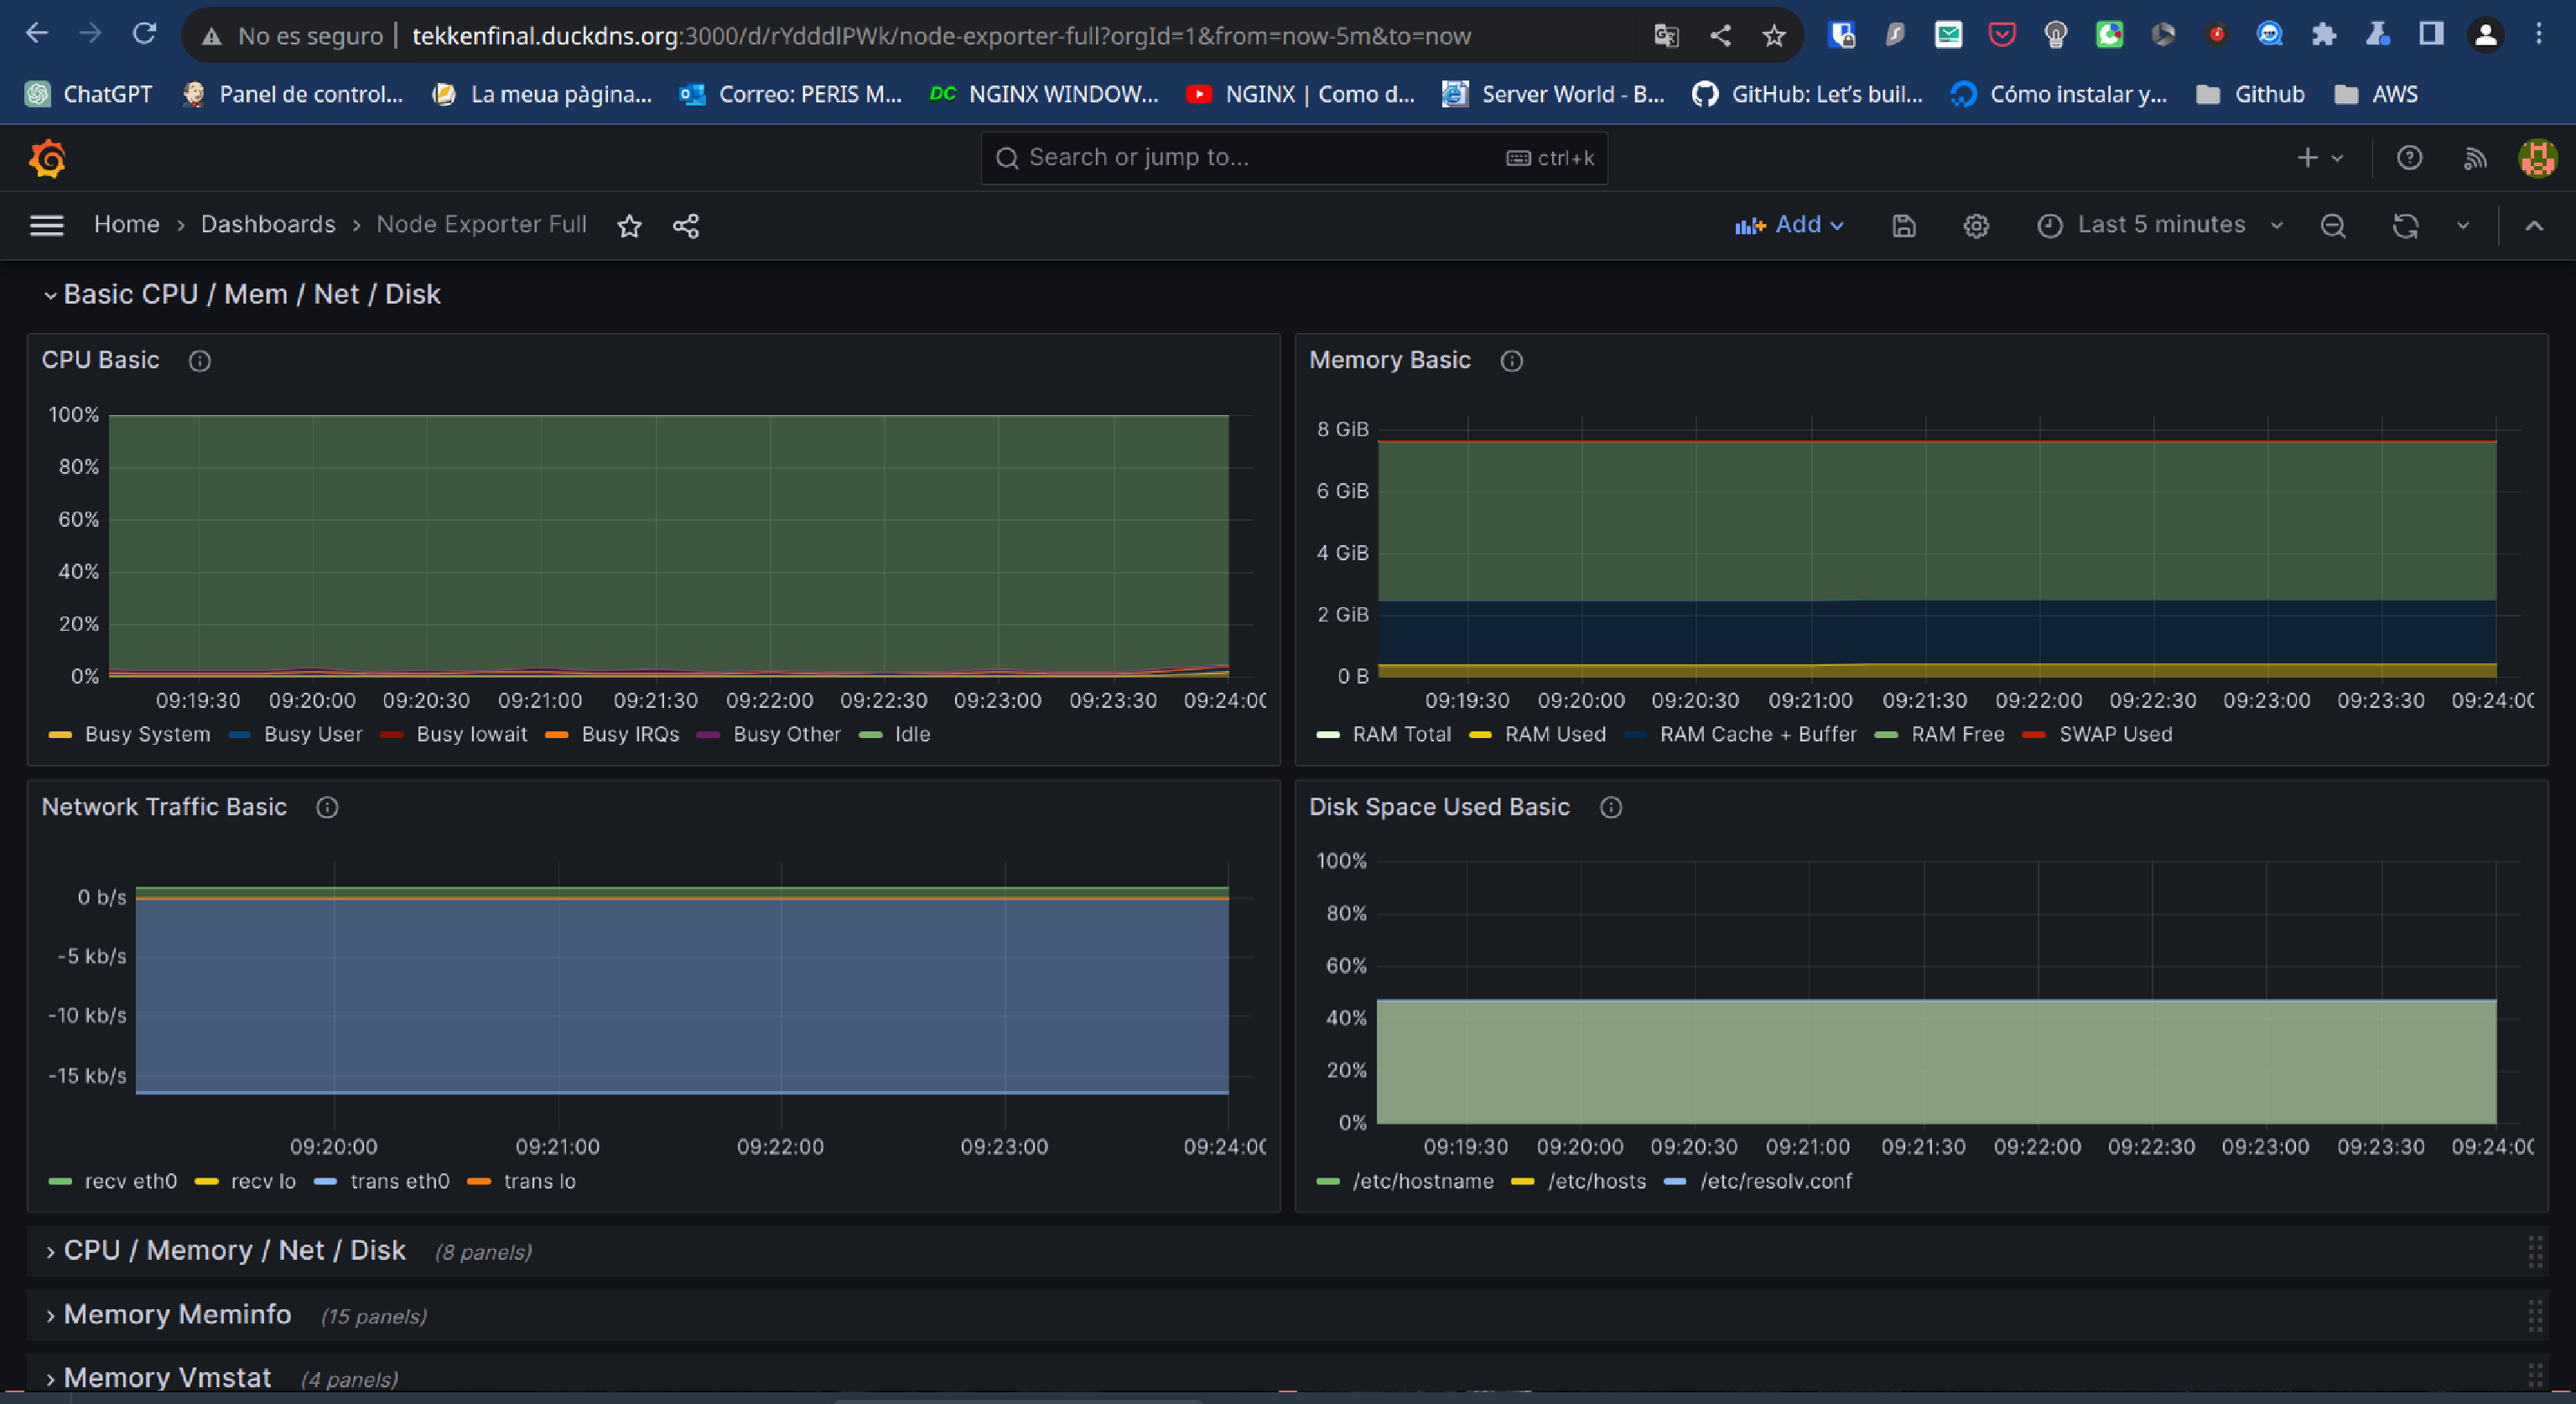 No es seguro | tekkenfinal.duckdns.org:3000/d/rYdddlPWk/node-exporter-full?orgId=1&from=now-5m&to=now
ChatGPT Panel de control... La meua pàgina... Correo: PERIS M... DC NGINX WINDOW... NGINX | Como d... Server World - B... GitHub: Let's buil... Cómo instalar y... Github AWS
Search or jump to... ctrl+k
Home › Dashboards › Node Exporter Full Add Last 5 minutes
Basic CPU / Mem / Net / Disk
CPU Basic
100%
80%
60%
40%
20%
0%
09:19:30 09:20:00 09:20:30 09:21:00 09:21:30 09:22:00 09:22:30 09:23:00 09:23:30 09:24:00
Busy System Busy User Busy Iowait Busy IRQs Busy Other Idle
Memory Basic
8 GiB
6 GiB
4 GiB
2 GiB
0 B
09:19:30 09:20:00 09:20:30 09:21:00 09:21:30 09:22:00 09:22:30 09:23:00 09:23:30 09:24:00
RAM Total RAM Used RAM Cache + Buffer RAM Free SWAP Used
Network Traffic Basic
0 b/s
-5 kb/s
-10 kb/s
-15 kb/s
09:20:00 09:21:00 09:22:00 09:23:00 09:24:00
recv eth0 recv lo trans eth0 trans lo
Disk Space Used Basic
100%
80%
60%
40%
20%
0%
09:19:30 09:20:00 09:20:30 09:21:00 09:21:30 09:22:00 09:22:30 09:23:00 09:23:30 09:24:00
/etc/hostname /etc/hosts /etc/resolv.conf
CPU / Memory / Net / Disk (8 panels)
Memory Meminfo (15 panels)
Memory Vmstat (4 panels)